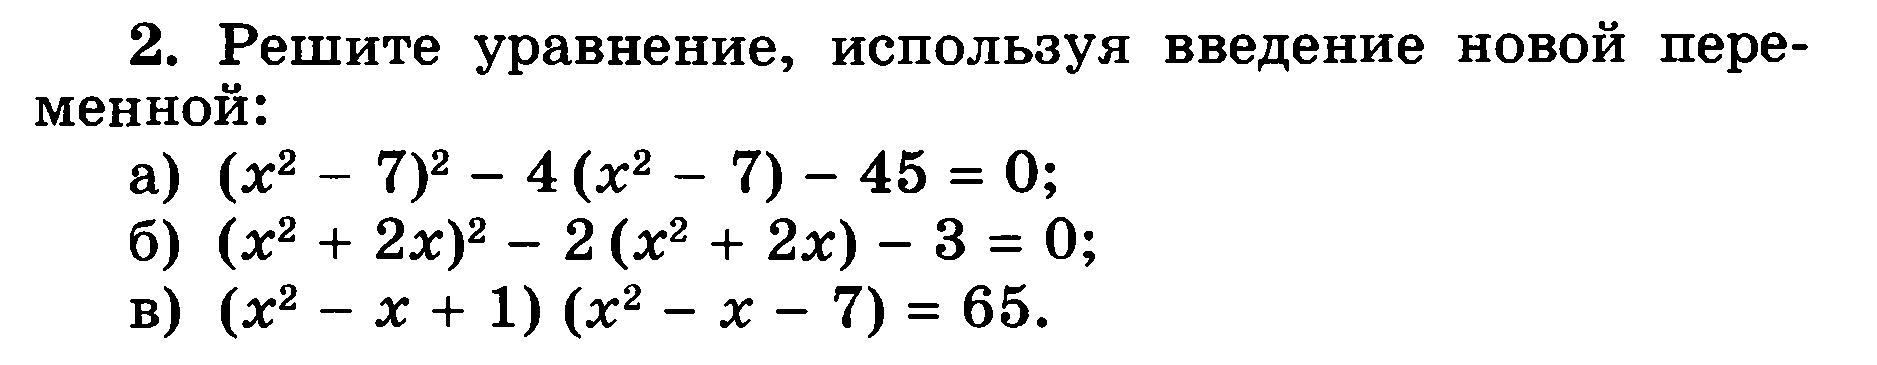 2. Решите уравнение, используя введение новой пере-
менной:
а) (x² – 7)² – 4 (x² – 7) – 45 = 0;
б) (x² + 2x)² – 2 (x² + 2x) – 3 = 0;
в) (x² – x + 1) (x² – x – 7) = 65.